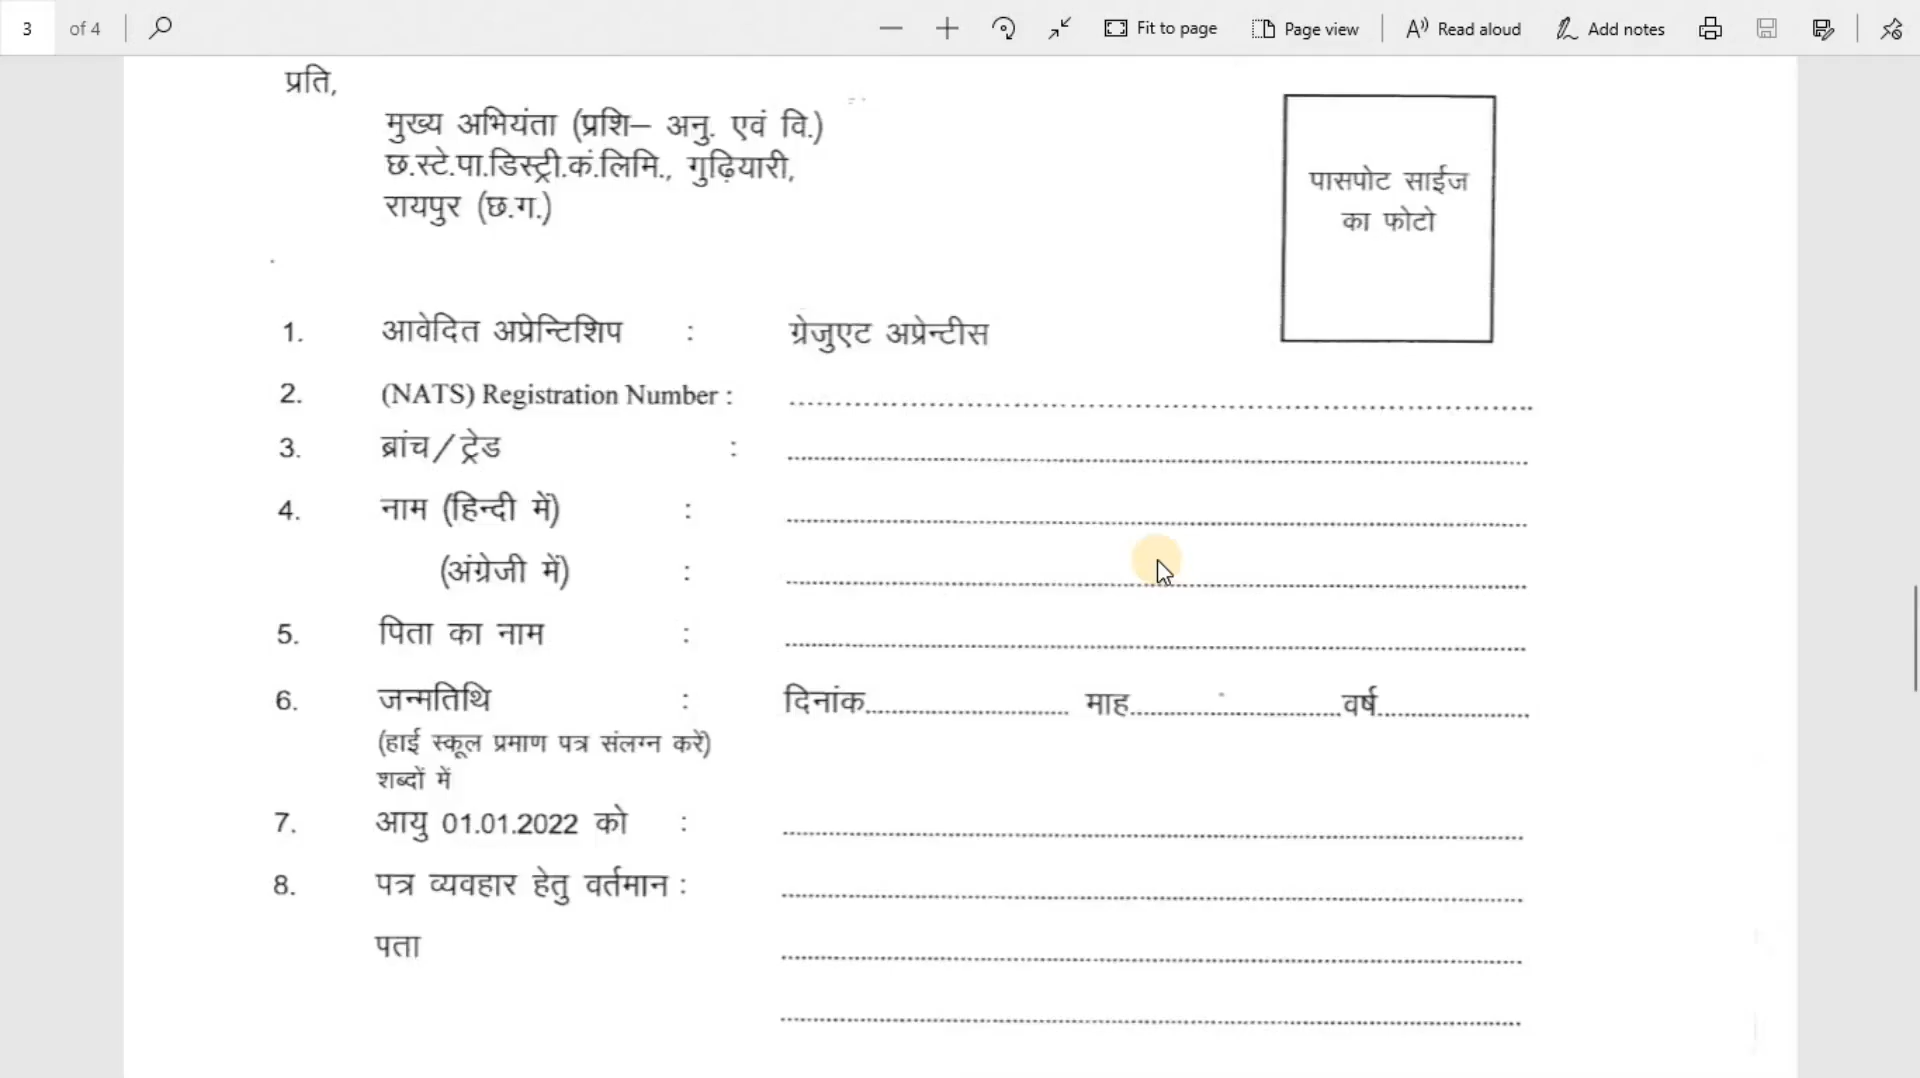 3 of 4 Fit to page Page view Read aloud Add notes
प्रति,
मुख्य अभियंता (प्रशि– अनु. एवं वि.)
छ.स्टे.पा.डिस्ट्री.कं.लिमि., गुढ़ियारी,
रायपुर (छ.ग.)
पासपोट साईज
का फोटो
1. आवेदित अप्रेन्टिशिप : ग्रेजुएट अप्रेन्टीस
2. (NATS) Registration Number : ............
3. ब्रांच/ट्रेड : ............
4. नाम (हिन्दी में) : ............
(अंग्रेजी में) : ............
5. पिता का नाम : ............
6. जन्मतिथि : दिनांक............ माह............वर्ष............
(हाई स्कूल प्रमाण पत्र संलग्न करें)
शब्दों में
7. आयु 01.01.2022 को : ............
8. पत्र व्यवहार हेतु वर्तमान : ............
पता ............
............